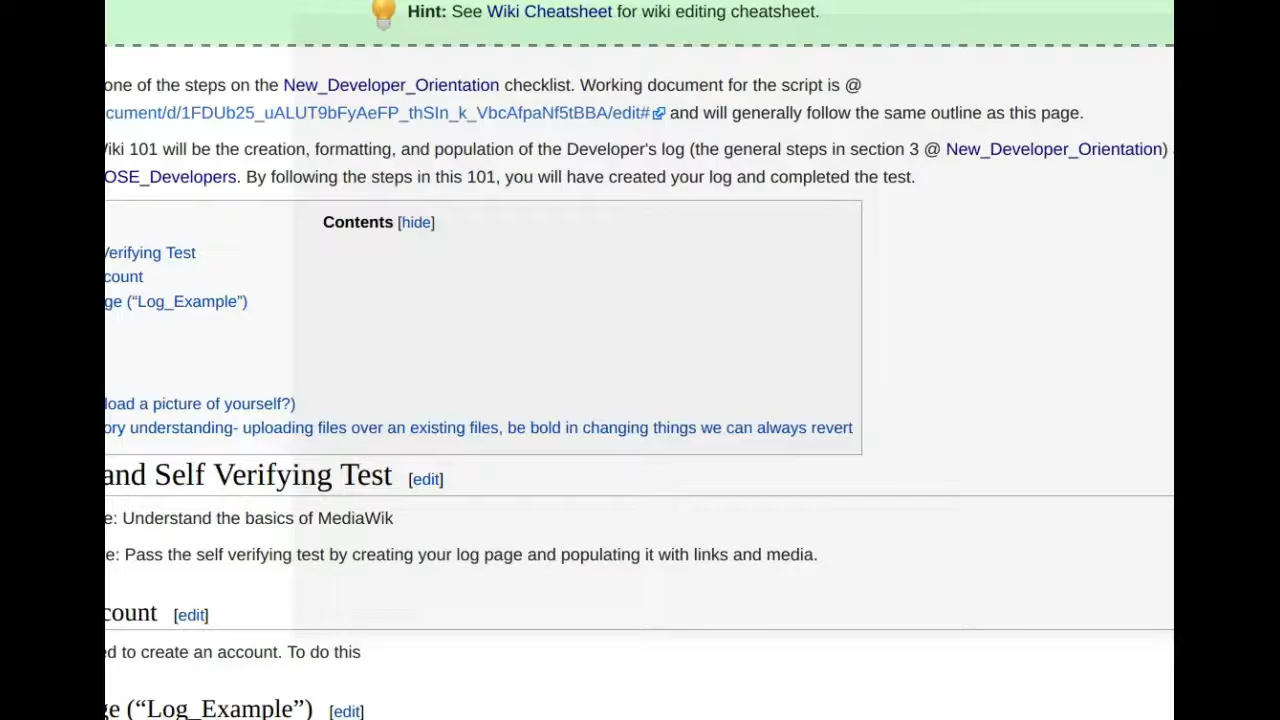 Hint: See Wiki Cheatsheet for wiki editing cheatsheet.
one of the steps on the New_Developer_Orientation checklist. Working document for the script is @
cument/d/1FDUb25_uALUT9bFyAeFP_thSIn_k_VbcAfpaNf5tBBA/edit# and will generally follow the same outline as this page.
Viki 101 will be the creation, formatting, and population of the Developer's log (the general steps in section 3 @ New_Developer_Orientation)
OSE_Developers. By following the steps in this 101, you will have created your log and completed the test.
Contents [hide]
Verifying Test
count
ge (“Log_Example”)
load a picture of yourself?)
ory understanding- uploading files over an existing files, be bold in changing things we can always revert
and Self Verifying Test [edit]
e: Understand the basics of MediaWik
e: Pass the self verifying test by creating your log page and populating it with links and media.
count [edit]
ed to create an account. To do this
ge (“Log_Example”) [edit]